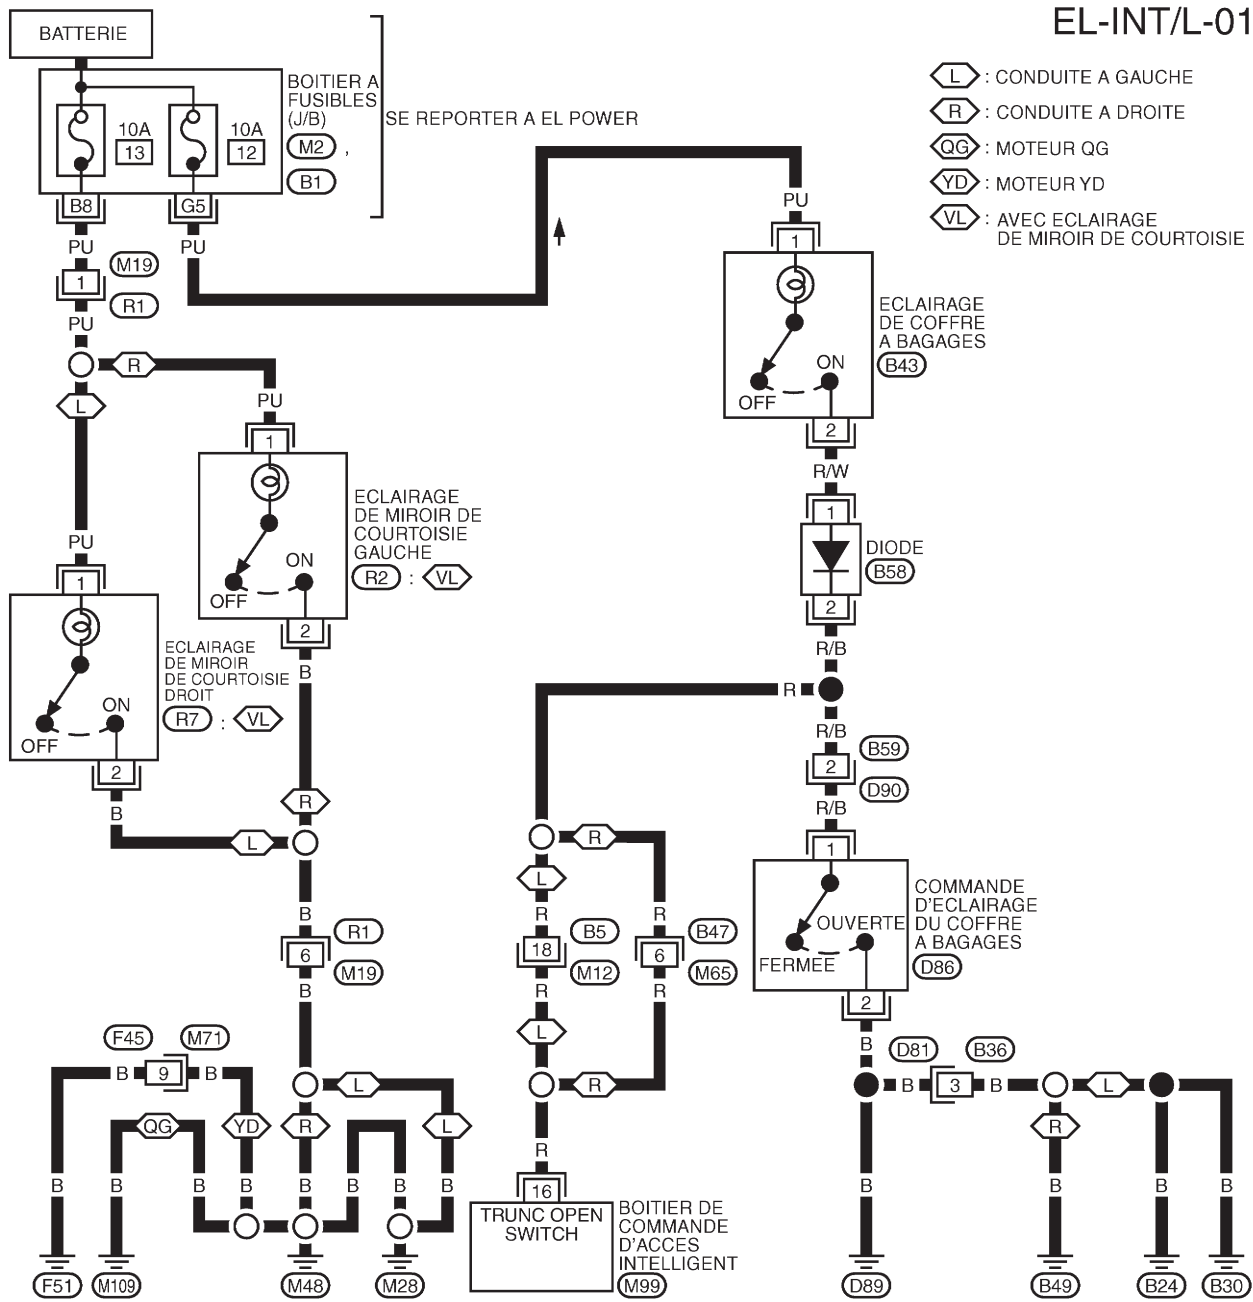 EL-INT/L-01
BATTERIE
BOITIER A
FUSIBLES
(J/B)
M2 ,
B1
SE REPORTER A EL POWER
10A
13
10A
12
B8
G5
L : CONDUITE A GAUCHE
R : CONDUITE A DROITE
QG : MOTEUR QG
YD : MOTEUR YD
VL : AVEC ECLAIRAGE
DE MIROIR DE COURTOISIE
PU
PU
PU
1
M19
R1
PU
R
L
PU
1
ECLAIRAGE
DE COFFRE
A BAGAGES
B43
ON
OFF
2
R/W
1
DIODE
B58
2
R/B
R
R/B
2
B59
D90
R/B
1
PU
1
ECLAIRAGE
DE MIROIR DE
COURTOISIE
GAUCHE
R2 : VL
ON
OFF
2
B
PU
1
ECLAIRAGE
DE MIROIR
DE COURTOISIE
DROIT
R7 : VL
ON
OFF
2
B
R
L
B
6
R1
M19
B
R
L
R
18
B5
M12
R
L
R
6
B47
M65
R
R
COMMANDE
D'ECLAIRAGE
DU COFFRE
A BAGAGES
D86
OUVERTE
FERMEE
2
B
D81
B36
B
3
B
L
R
F45
M71
B
9
B
L
QG
YD
R
L
B
B
B
B
B
B
B
B
R
16
TRUNC OPEN
SWITCH
BOITIER DE
COMMANDE
D'ACCES
INTELLIGENT
M99
B
B
B
B
F51
M109
M48
M28
D89
B49
B24
B30